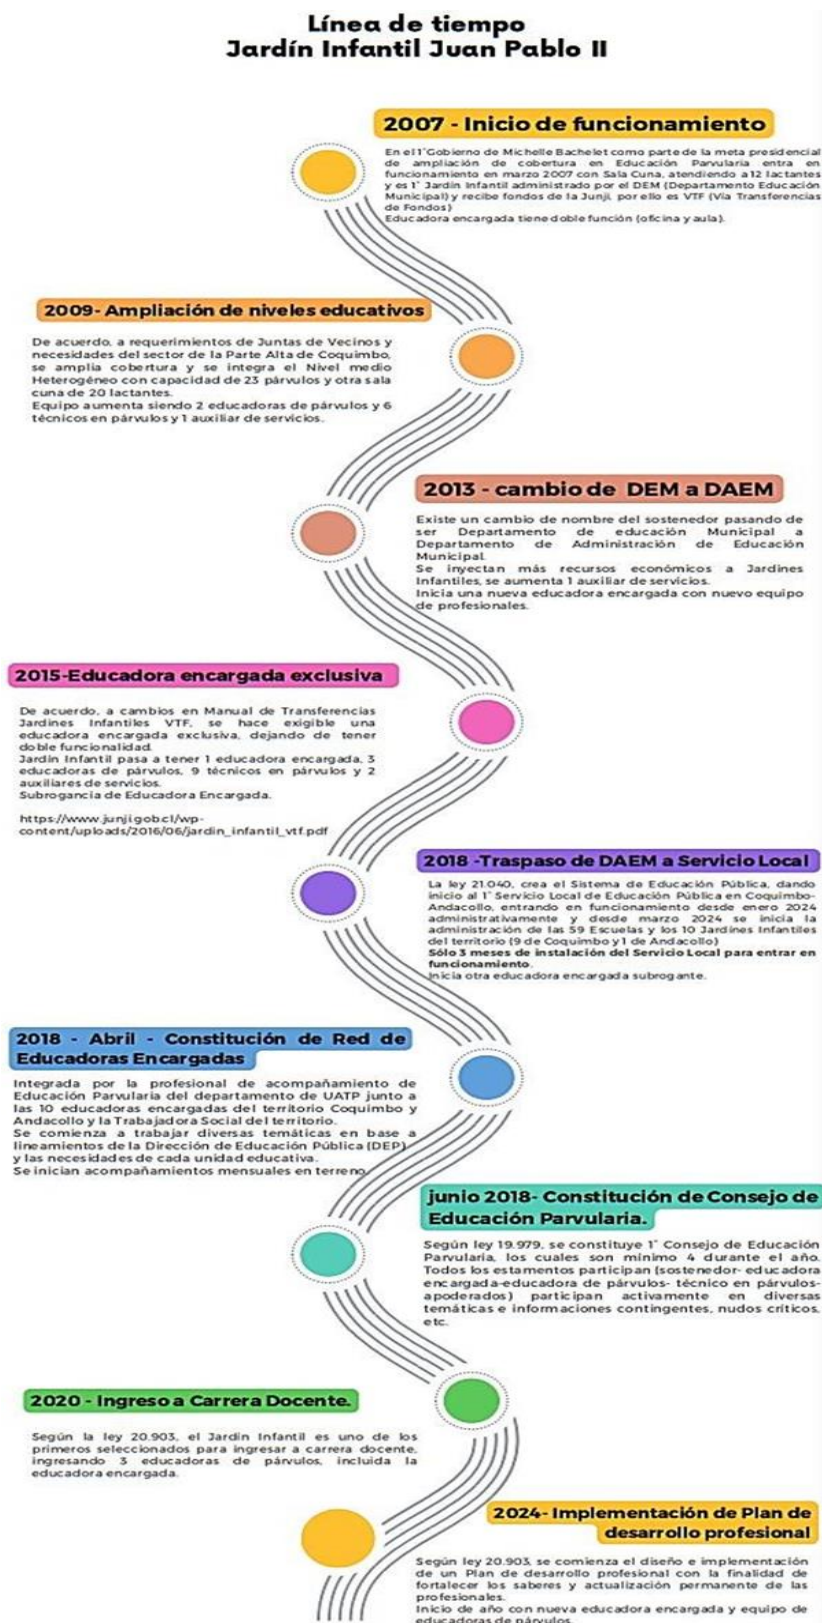 Línea de tiempo
Jardín Infantil Juan Pablo II
2007 - Inicio de funcionamiento
En el 1° Gobierno de Michelle Bachelet como parte de la meta presidencial
de ampliación de cobertura en Educación Parvularia entra en
funcionamiento en marzo 2007 con Sala Cuna, atendiendo a 12 lactantes
y es 1° Jardín Infantil administrado por el DEM (Departamento Educación
Municipal) y recibe fondos de la Junji, por ello es VTF (Vía Transferencias
de Fondos)
Educadora encargada tiene doble función (oficina y aula).
2009- Ampliación de niveles educativos
De acuerdo, a requerimientos de Juntas de Vecinos y
necesidades del sector de la Parte Alta de Coquimbo,
se amplia cobertura y se integra el Nivel medio
Heterogéneo con capacidad de 23 párvulos y otra sala
cuna de 20 lactantes.
Equipo aumenta siendo 2 educadoras de párvulos y 6
técnicos en párvulos y 1 auxiliar de servicios.
2013 - cambio de DEM a DAEM
Existe un cambio de nombre del sostenedor pasando de
ser Departamento de educación Municipal a
Departamento de Administración de Educación
Municipal.
Se inyectan más recursos económicos a Jardines
Infantiles, se aumenta 1 auxiliar de servicios.
Inicia una nueva educadora encargada con nuevo equipo
de profesionales.
2015-Educadora encargada exclusiva
De acuerdo, a cambios en Manual de Transferencias
Jardines Infantiles VTF, se hace exigible una
educadora encargada exclusiva, dejando de tener
doble funcionalidad.
Jardín Infantil pasa a tener 1 educadora encargada, 3
educadoras de párvulos, 9 técnicos en párvulos y 2
auxiliares de servicios.
Subrogancia de Educadora Encargada.
https://www.junji.gob.cl/wp-
content/uploads/2016/06/jardin_infantil_vtf.pdf
2018 -Traspaso de DAEM a Servicio Local
La ley 21.040, crea el Sistema de Educación Pública, dando
inicio al 1° Servicio Local de Educación Pública en Coquimbo-
Andacollo, entrando en funcionamiento desde enero 2024
administrativamente y desde marzo 2024 se inicia la
administración de las 59 Escuelas y los 10 Jardines Infantiles
del territorio (9 de Coquimbo y 1 de Andacollo)
Sólo 3 meses de instalación del Servicio Local para entrar en
funcionamiento.
Inicia otra educadora encargada subrogante.
2018 - Abril - Constitución de Red de
Educadoras Encargadas
Integrada por la profesional de acompañamiento de
Educación Parvularia del departamento de UATP junto a
las 10 educadoras encargadas del territorio Coquimbo y
Andacollo y la Trabajadora Social del territorio.
Se comienza a trabajar diversas temáticas en base a
lineamientos de la Dirección de Educación Pública (DEP)
y las necesidades de cada unidad educativa.
Se inician acompañamientos mensuales en terreno
junio 2018- Constitución de Consejo de
Educación Parvularia.
Según ley 19.979, se constituye 1° Consejo de Educación
Parvularia, los cuales son mínimo 4 durante el año.
Todos los estamentos participan (sostenedor- educadora
encargada-educadora de párvulos- técnico en párvulos-
apoderados) participan activamente en diversas
temáticas e informaciones contingentes, nudos críticos,
etc.
2020 - Ingreso a Carrera Docente.
Según la ley 20.903, el Jardín Infantil es uno de los
primeros seleccionados para ingresar a carrera docente,
ingresando 3 educadoras de párvulos, incluida la
educadora encargada.
2024- Implementación de Plan de
desarrollo profesional
Según ley 20.903, se comienza el diseño e implementación
de un Plan de desarrollo profesional con la finalidad de
fortalecer los saberes y actualización permanente de las
profesionales.
Inicio de año con nueva educadora encargada y equipo de
educadoras de párvulos.